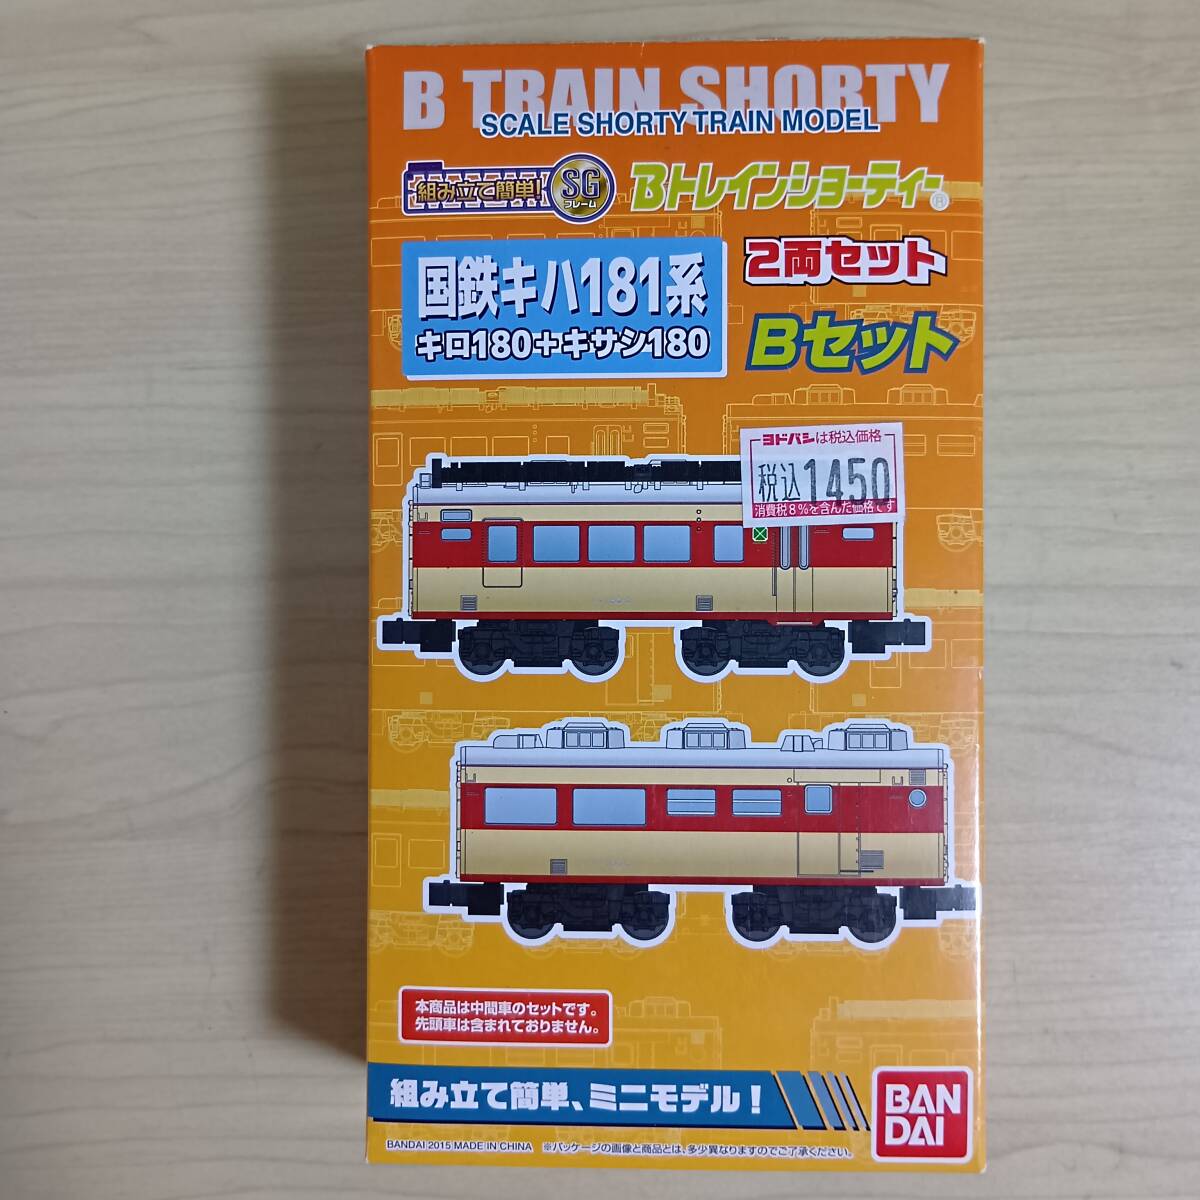 B TRAIN SHORTY
SCALE SHORTY TRAIN MODEL
組み立て簡単!
SG
フレーム
Bトレインショーティー®
国鉄キハ181系
キロ180+キサシ180
2両セット
Bセット
ヨドバシは税込価格
税込1450
消費税8%を含んだ価格です
本商品は中間車のセットです。
先頭車は含まれておりません。
組み立て簡単、ミニモデル!
BAN
DAI
BANDAI 2015 MADE IN CHINA ※パッケージの画像と商品とは、多少異なりますのでご了承ください。